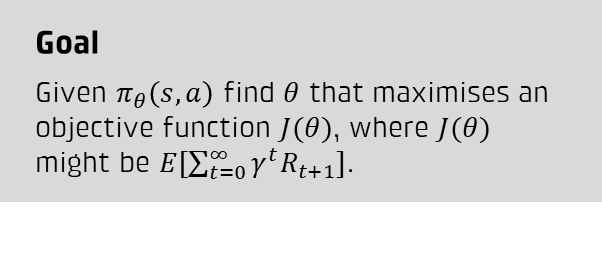 Goal
Given π_θ(s, a) find θ that maximises an
objective function J(θ), where J(θ)
might be E[∑_{t=0}^{∞} γ^t R_{t+1}].